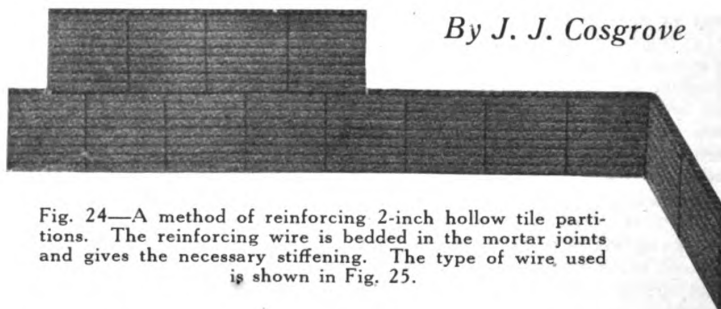 By J. J. Cosgrove
Fig. 24—A method of reinforcing 2-inch hollow tile parti-
tions. The reinforcing wire is bedded in the mortar joints
and gives the necessary stiffening. The type of wire used
is shown in Fig. 25.